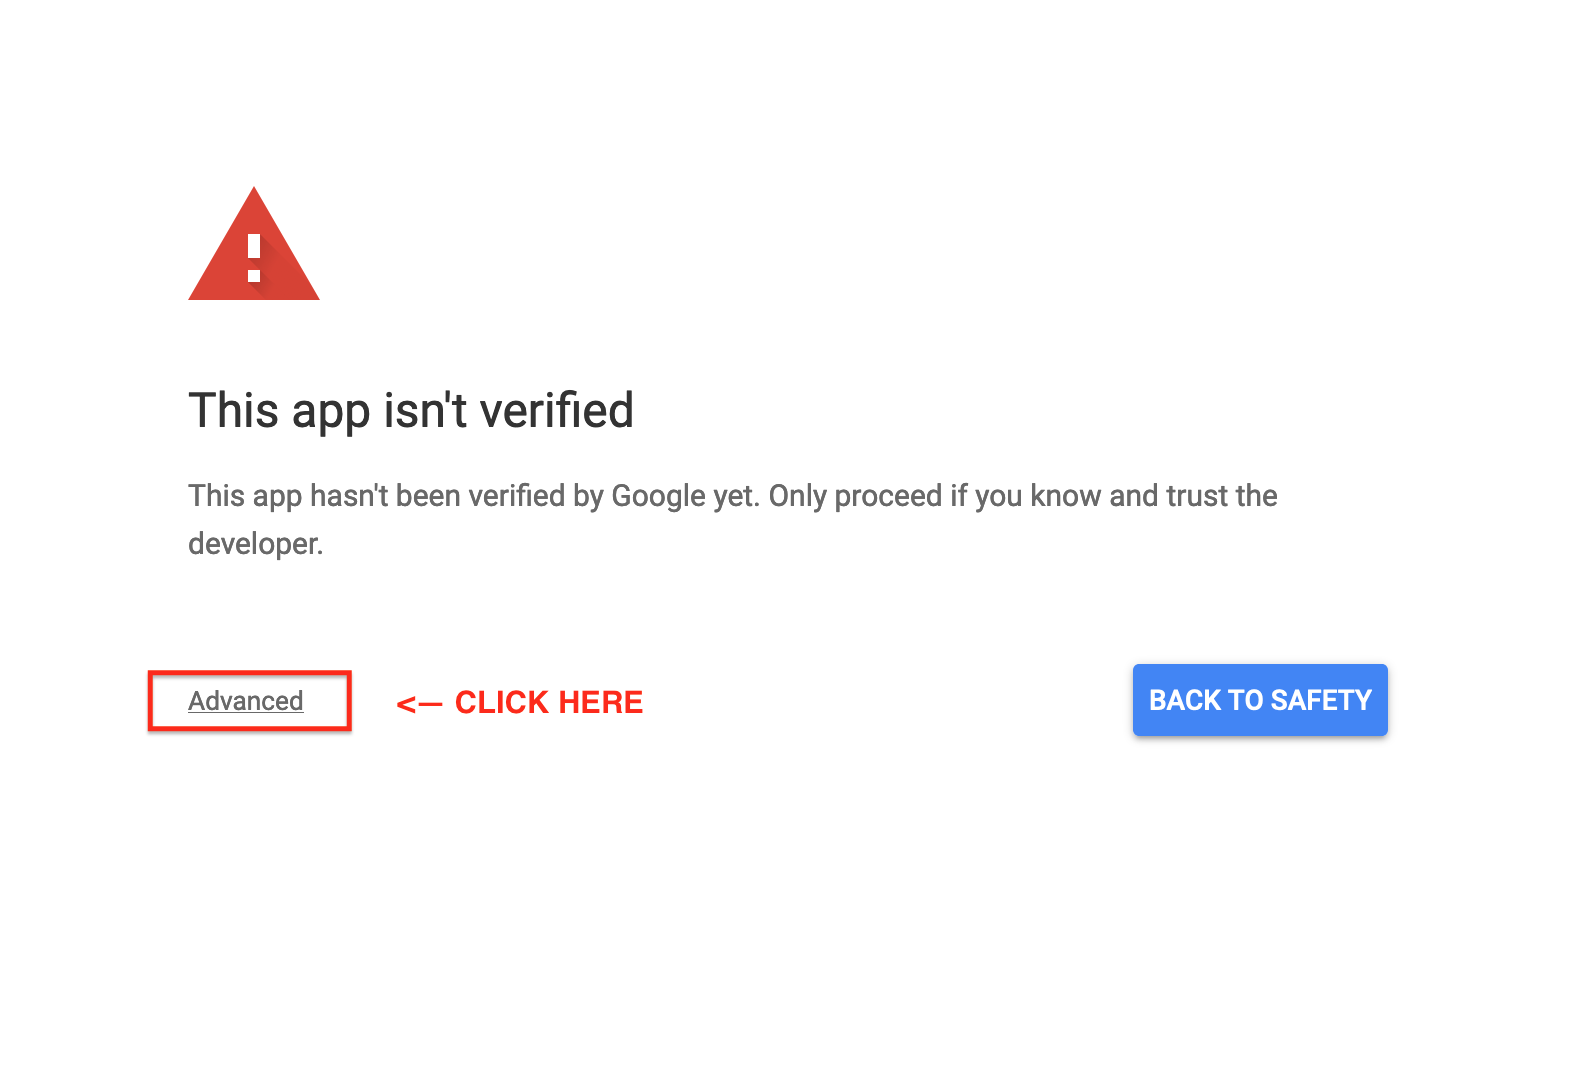 This app isn't verified
This app hasn't been verified by Google yet. Only proceed if you know and trust the
developer.
Advanced <— CLICK HERE BACK TO SAFETY